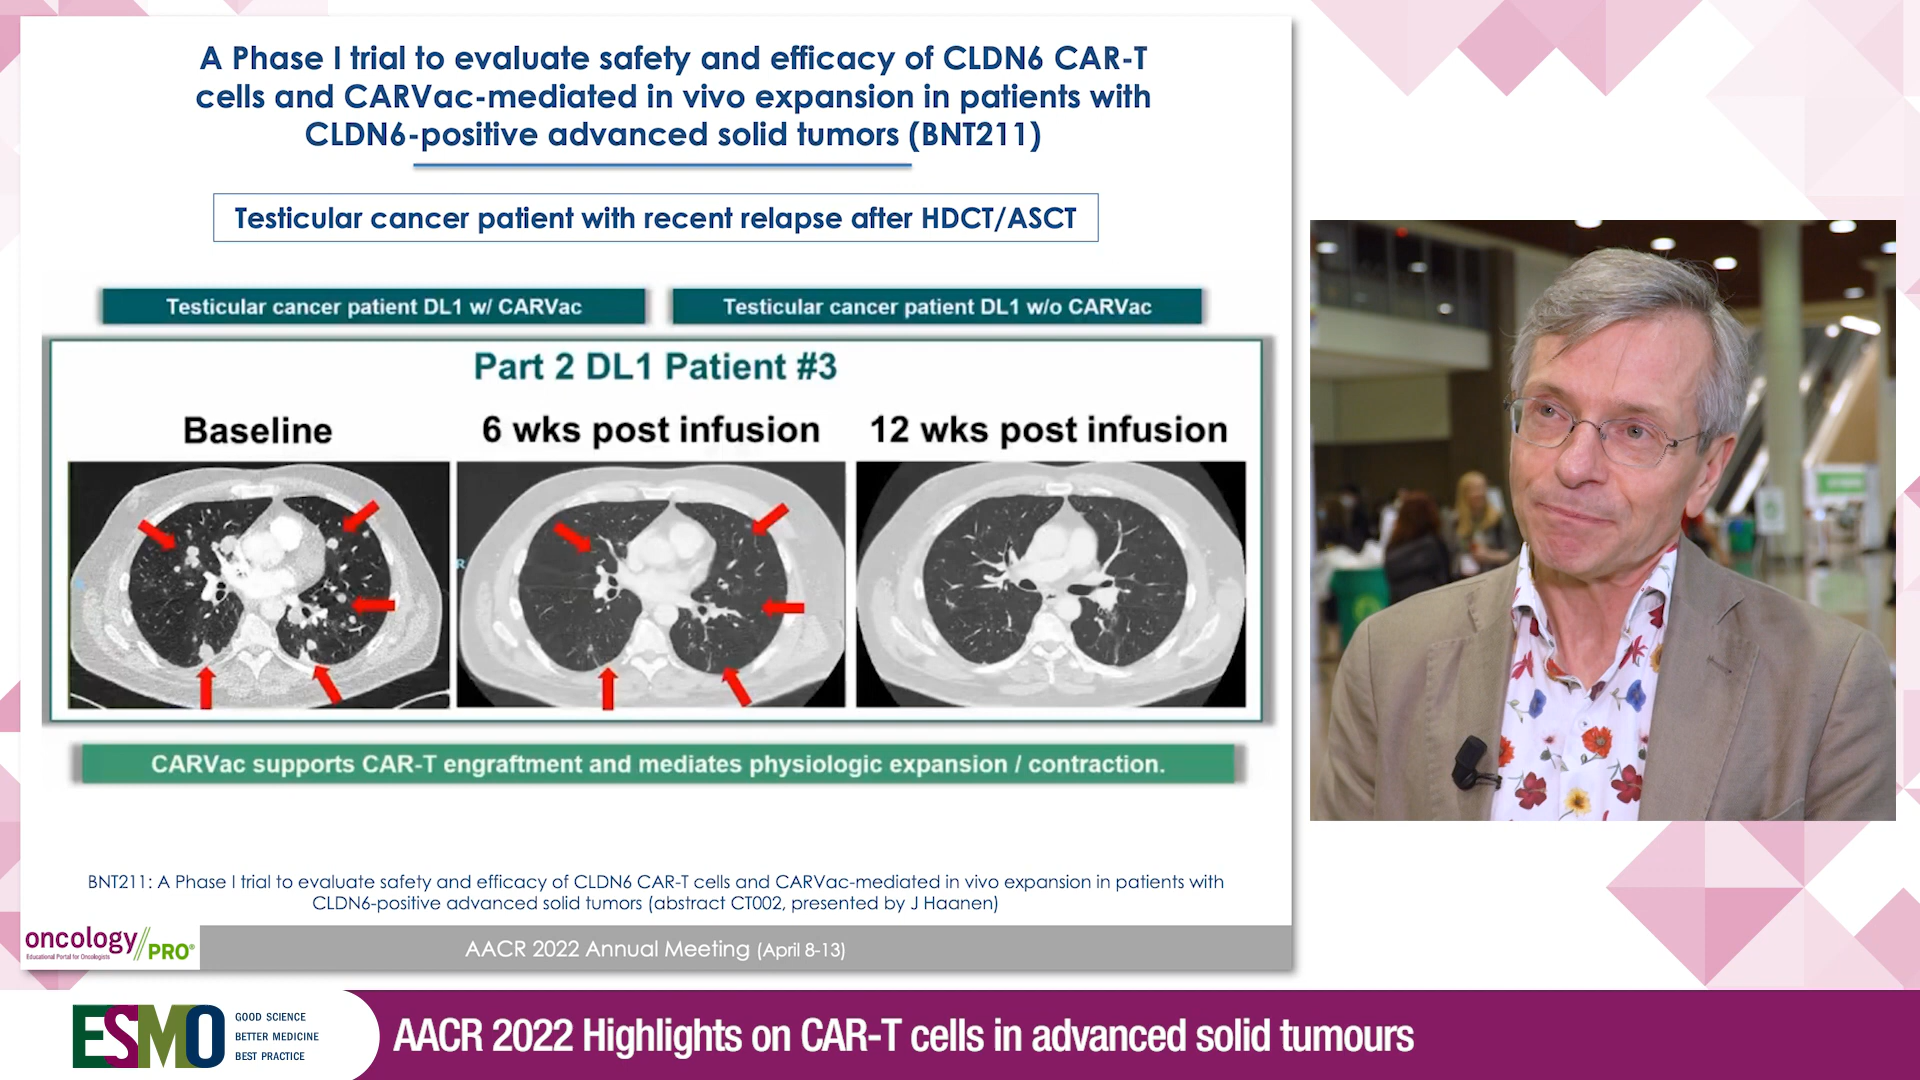 A Phase I trial to evaluate safety and efficacy of CLDN6 CAR-T
cells and CARVac-mediated in vivo expansion in patients with
CLDN6-positive advanced solid tumors (BNT211)
Testicular cancer patient with recent relapse after HDCT/ASCT
Testicular cancer patient DL1 w/ CARVac
Testicular cancer patient DL1 w/o CARVac
Part 2 DL1 Patient #3
Baseline
6 wks post infusion
12 wks post infusion
R
CARVac supports CAR-T engraftment and mediates physiologic expansion / contraction.
BNT211: A Phase I trial to evaluate safety and efficacy of CLDN6 CAR-T cells and CARVac-mediated in vivo expansion in patients with
CLDN6-positive advanced solid tumors (abstract CT002, presented by J Haanen)
oncology//PRO®
Educational Portal for Oncologists
AACR 2022 Annual Meeting (April 8-13)
ESMO
GOOD SCIENCE
BETTER MEDICINE
BEST PRACTICE
AACR 2022 Highlights on CAR-T cells in advanced solid tumours